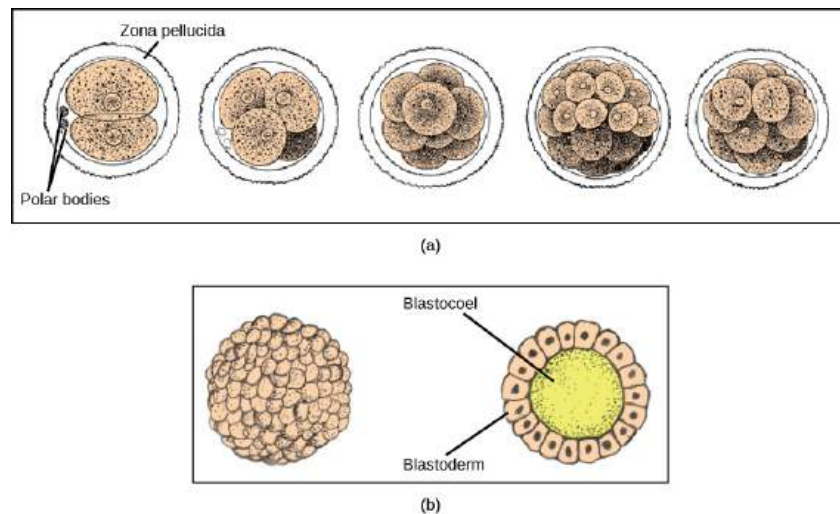 Zona pellucida
Polar bodies
(a)
Blastocoel
Blastoderm
(b)